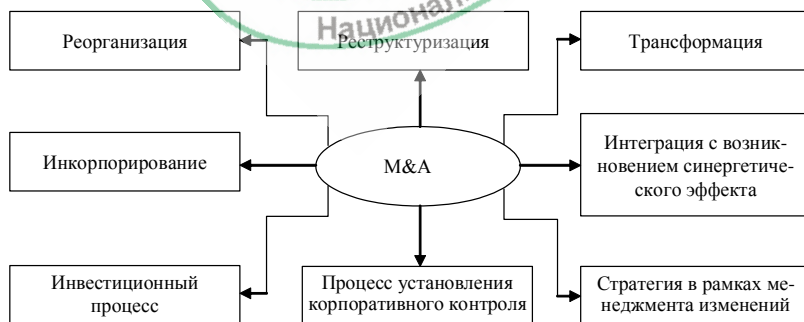 Национал
Реорганизация
Реструктуризация
Трансформация
Инкорпорирование
M&A
Интеграция с возник-
новением синергетиче-
ского эффекта
Инвестиционный
процесс
Процесс установления
корпоративного контроля
Стратегия в рамках ме-
неджмента изменений